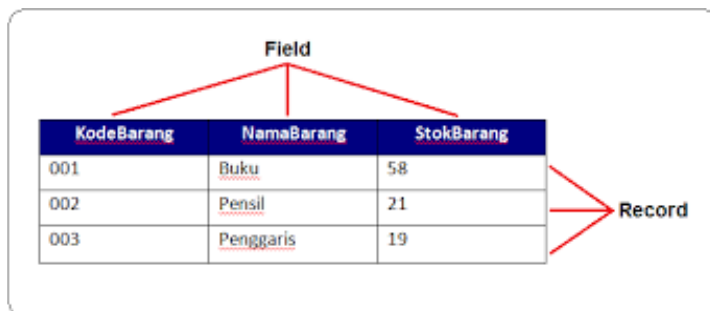 Field
KodeBarang NamaBarang StokBarang
001 Buku 58
002 Pensil 21
Record
003 Penggaris 19